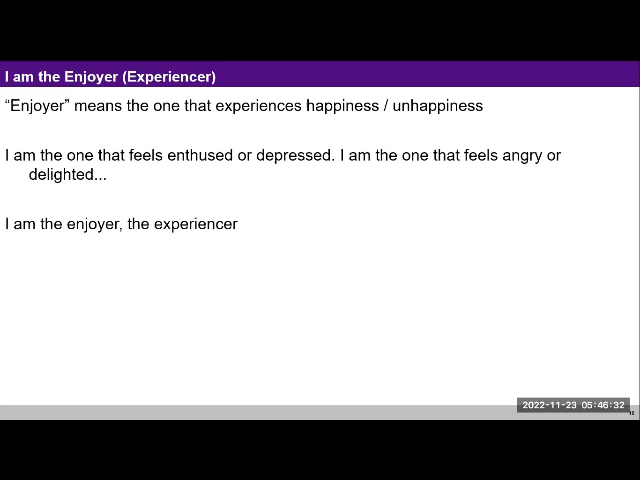 I am the Enjoyer (Experiencer)
“Enjoyer” means the one that experiences happiness / unhappiness
I am the one that feels enthused or depressed. I am the one that feels angry or
delighted...
I am the enjoyer, the experiencer
2022-11-23 05:46:32